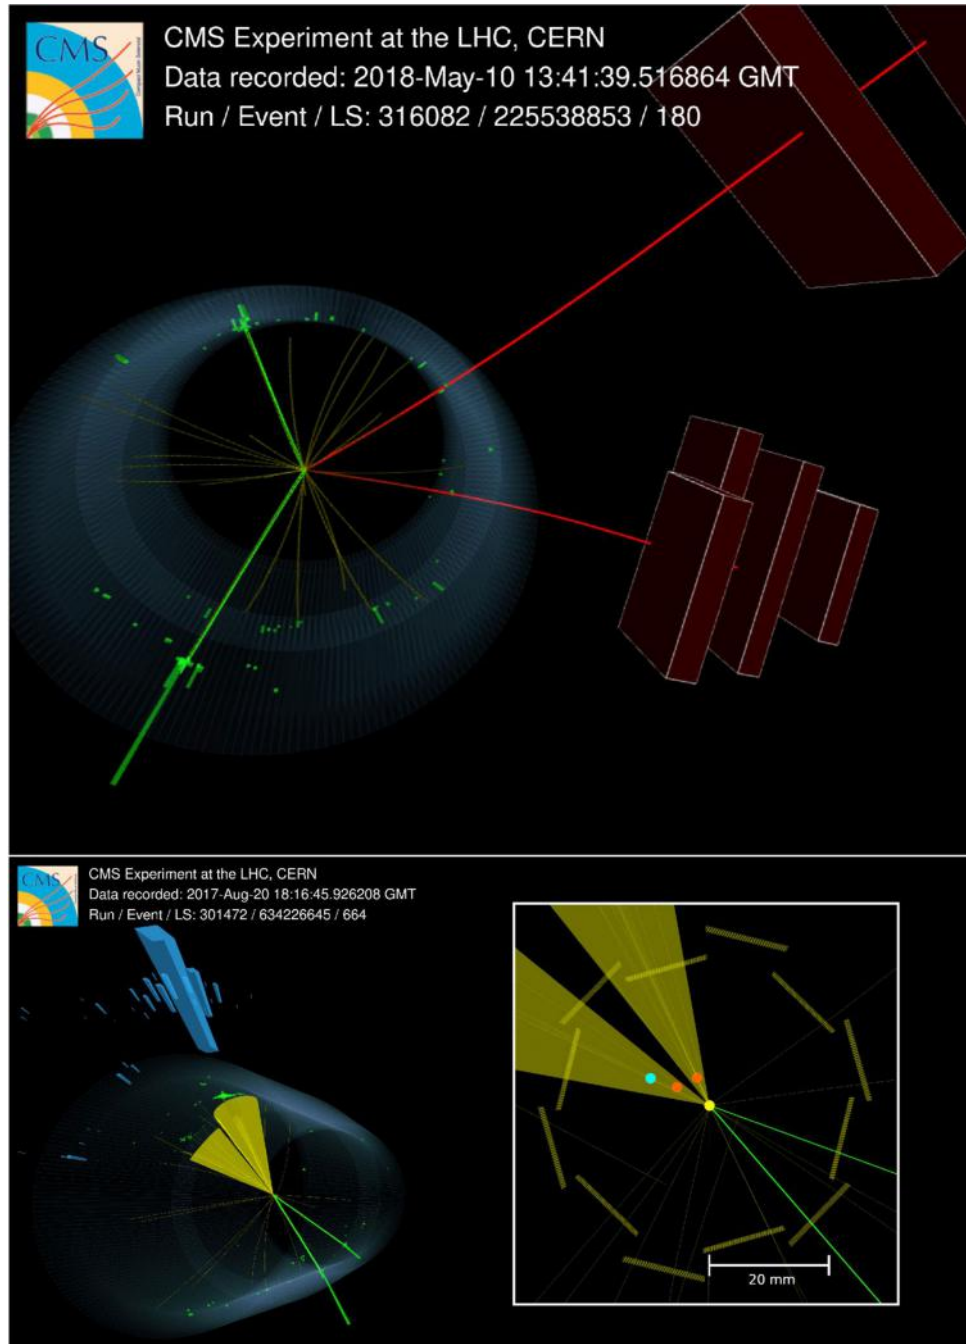 CMS
CMS Experiment at the LHC, CERN
Data recorded: 2018-May-10 13:41:39.516864 GMT
Run / Event / LS: 316082 / 225538853 / 180
CMS
CMS Experiment at the LHC, CERN
Data recorded: 2017-Aug-20 18:16:45.926208 GMT
Run / Event / LS: 301472 / 634226645 / 664
20 mm